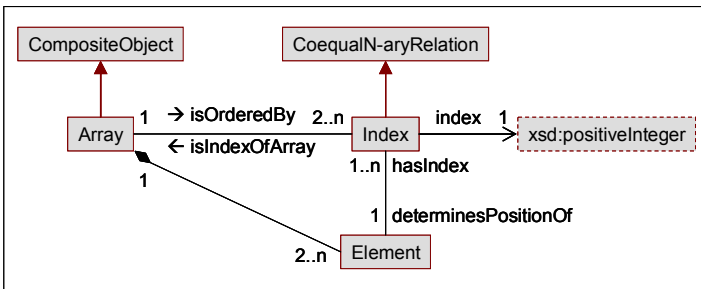 CompositeObject
CoequalN-aryRelation
1 → isOrderedBy 2..n
index 1
Array
Index
xsd:positiveInteger
← isIndexOfArray
1..n hasIndex
1
1 determinesPositionOf
2..n
Element